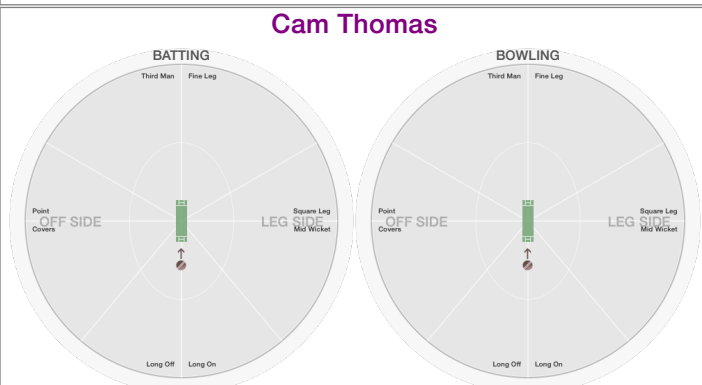 Cam Thomas
BATTING
Third Man Fine Leg
Point
OFF SIDE
Covers
Square Leg
LEG SIDE
Mid Wicket
Long Off Long On
BOWLING
Third Man Fine Leg
Point
OFF SIDE
Covers
Square Leg
LEG SIDE
Mid Wicket
Long Off Long On